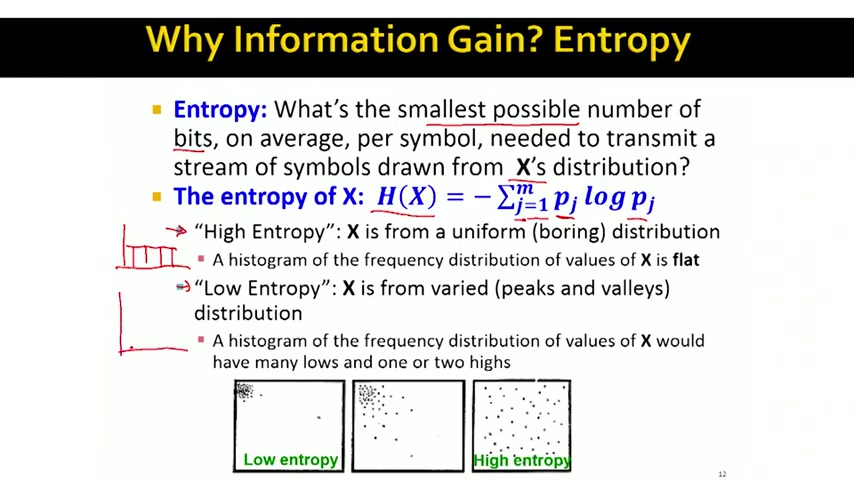 Why Information Gain? Entropy
Entropy: What's the smallest possible number of
bits, on average, per symbol, needed to transmit a
stream of symbols drawn from X's distribution?
The entropy of X: H(X) = − ∑_{j=1}^{m} p_j log p_j
"High Entropy": X is from a uniform (boring) distribution
A histogram of the frequency distribution of values of X is flat
"Low Entropy": X is from varied (peaks and valleys)
distribution
A histogram of the frequency distribution of values of X would
have many lows and one or two highs
Low entropy
High entropy
12